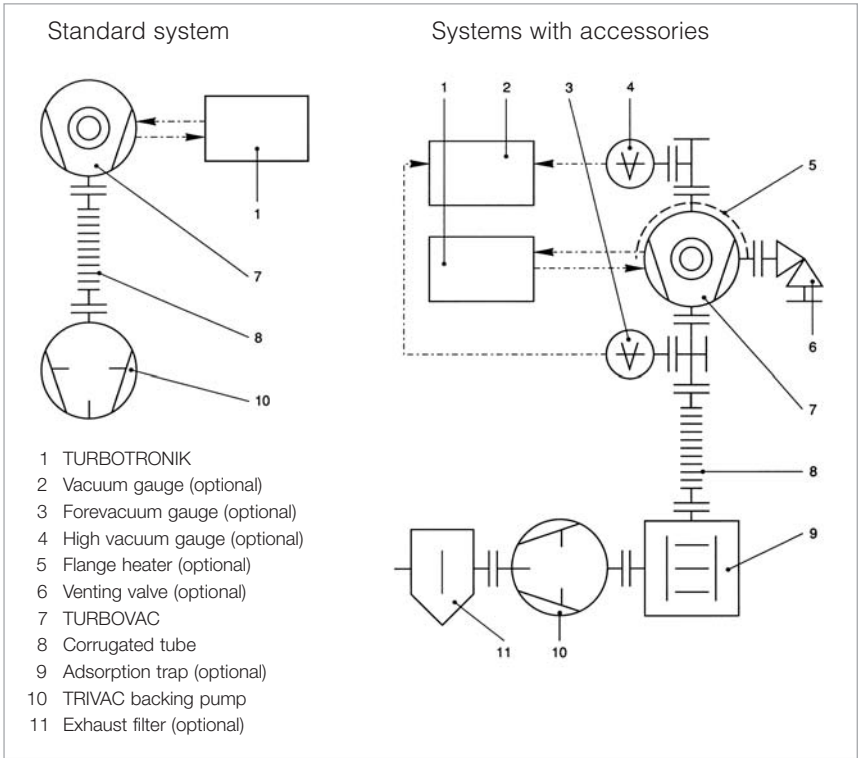 Standard system
1
7
8
10
Systems with accessories
1 2 3 4
5
6
7
8
9
10
11
1 TURBOTRONIK
2 Vacuum gauge (optional)
3 Forevacuum gauge (optional)
4 High vacuum gauge (optional)
5 Flange heater (optional)
6 Venting valve (optional)
7 TURBOVAC
8 Corrugated tube
9 Adsorption trap (optional)
10 TRIVAC backing pump
11 Exhaust filter (optional)